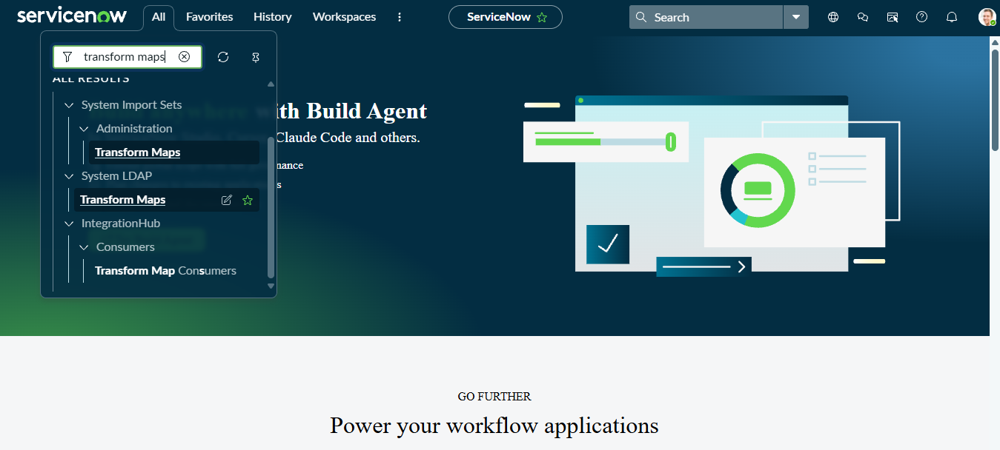 servicenow All Favorites History Workspaces ServiceNow Search
transform maps
ALL RESULTS
System Import Sets
Administration
Transform Maps
System LDAP
Transform Maps
IntegrationHub
Consumers
Transform Map Consumers
with Build Agent
Claude Code and others.
GO FURTHER
Power your workflow applications